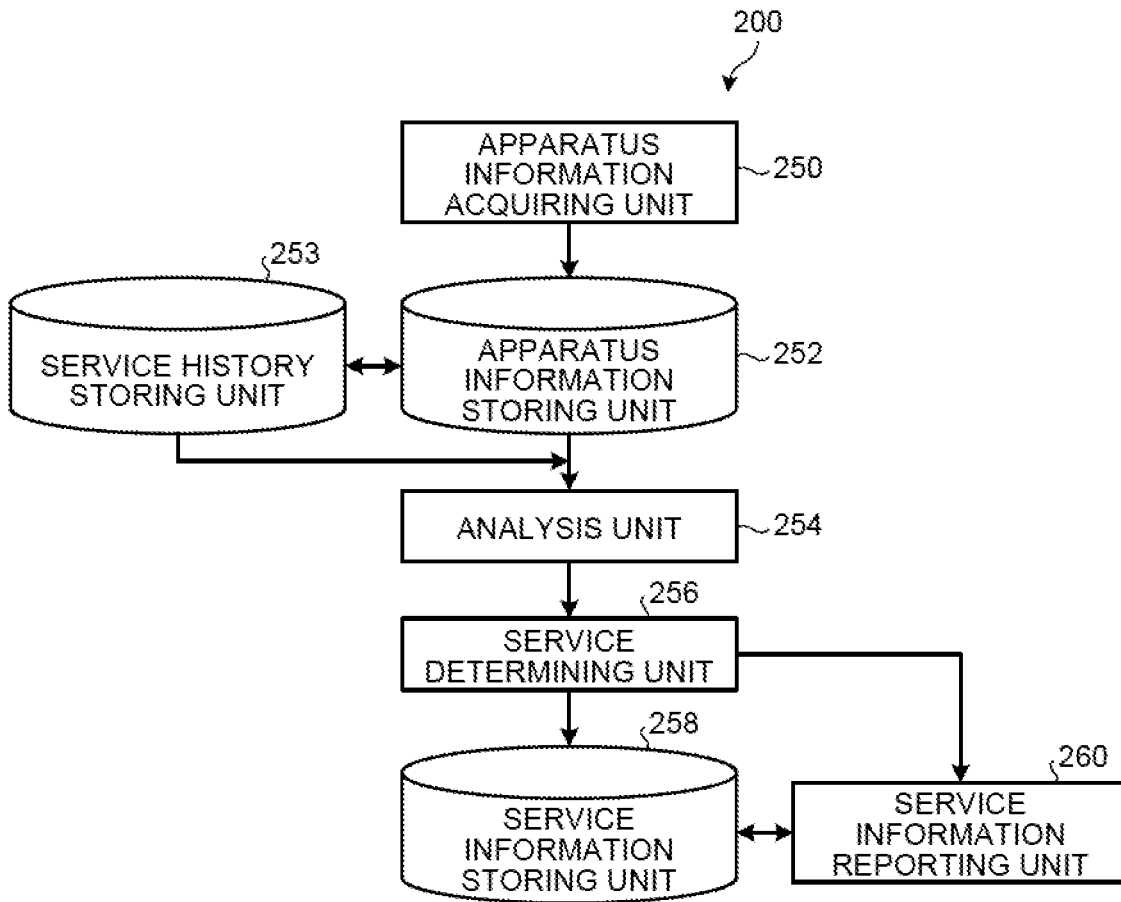 200
APPARATUS
INFORMATION
ACQUIRING UNIT
250
253
SERVICE HISTORY
STORING UNIT
APPARATUS
INFORMATION
STORING UNIT
252
ANALYSIS UNIT
254
256
SERVICE
DETERMINING UNIT
258
SERVICE
INFORMATION
STORING UNIT
260
SERVICE
INFORMATION
REPORTING UNIT